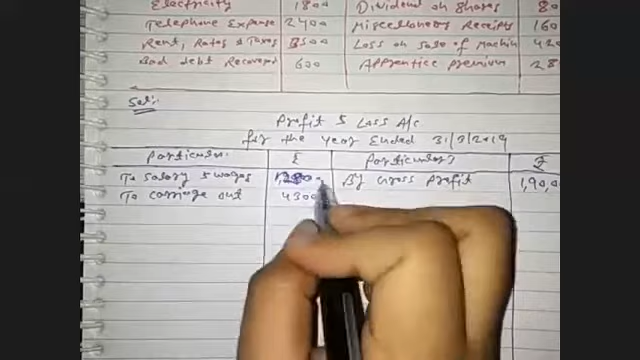 Electricity 1800 Dividend on Shares
Telephone Expense 2400 Miscellaneous Receipts 160
Rent, Rates & Taxes 500 Loss on Sale of Machin 420
Bad debt Recovered 600 Apprentice premium 28
Sol:
Profit & Loss A/c
for the Year Ended 31/3/2019
Particulars ₹ Particulars ₹
To Salary & wages By Gross profit 1,90,0
To carriage out 4300